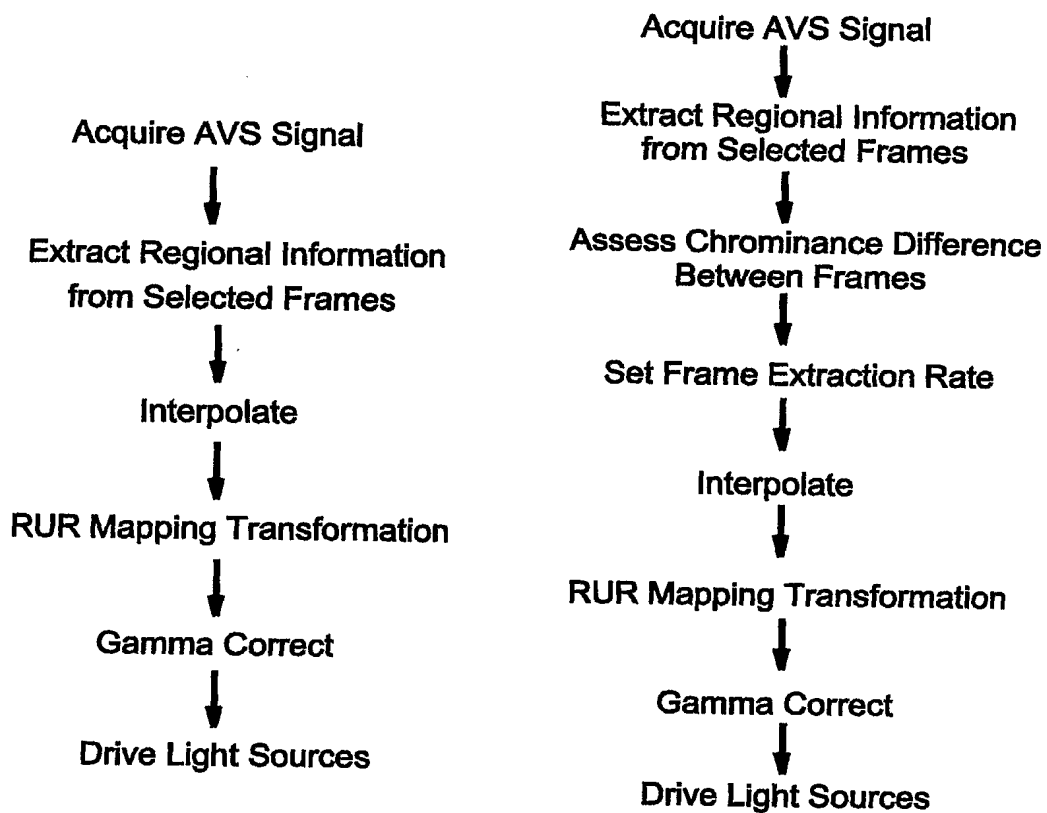 Acquire AVS Signal
Extract Regional Information
from Selected Frames
Interpolate
RUR Mapping Transformation
Gamma Correct
Drive Light Sources
Acquire AVS Signal
Extract Regional Information
from Selected Frames
Assess Chrominance Difference
Between Frames
Set Frame Extraction Rate
Interpolate
RUR Mapping Transformation
Gamma Correct
Drive Light Sources